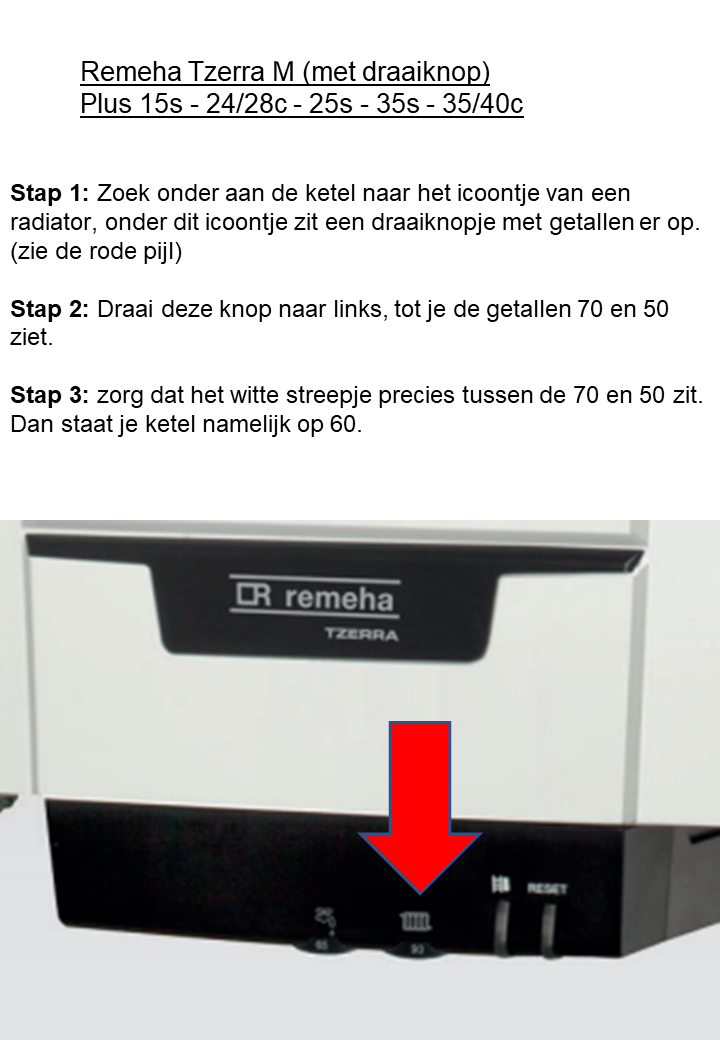 Remeha Tzerra M (met draaiknop)
Plus 15s - 24/28c - 25s - 35s - 35/40c
Stap 1: Zoek onder aan de ketel naar het icoontje van een
radiator, onder dit icoontje zit een draaiknopje met getallen er op.
(zie de rode pijl)
Stap 2: Draai deze knop naar links, tot je de getallen 70 en 50
ziet.
Stap 3: zorg dat het witte streepje precies tussen de 70 en 50 zit.
Dan staat je ketel namelijk op 60.
remeha
TZERRA
RESET
65
90